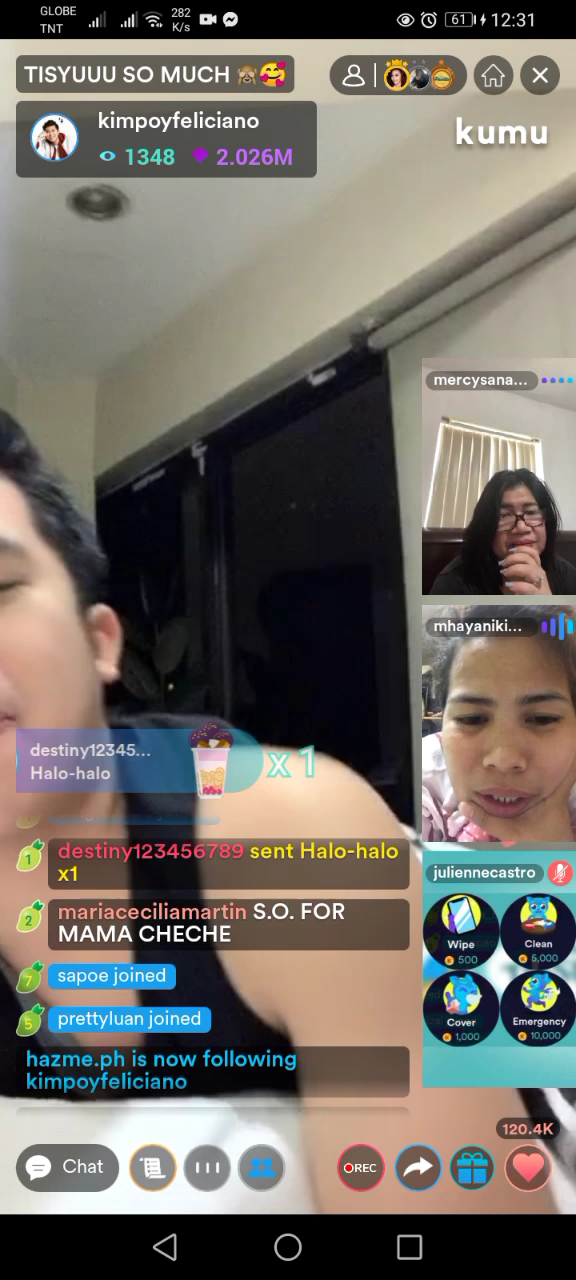 GLOBE
TNT
282
K/s
61
12:31
TISYUUU SO MUCH 🙈🥰
kimpoyfeliciano
1348
2.026M
kumu
mercysana...
mhayaniki...
destiny12345...
Halo-halo
x 1
1
destiny123456789 sent Halo-halo
x1
2
mariaceciliamartin S.O. FOR
MAMA CHECHE
7
sapoe joined
5
prettyluan joined
hazme.ph is now following
kimpoyfeliciano
juliennecastro
Wipe
500
Clean
5,000
Cover
1,000
Emergency
10,000
120.4K
Chat
REC